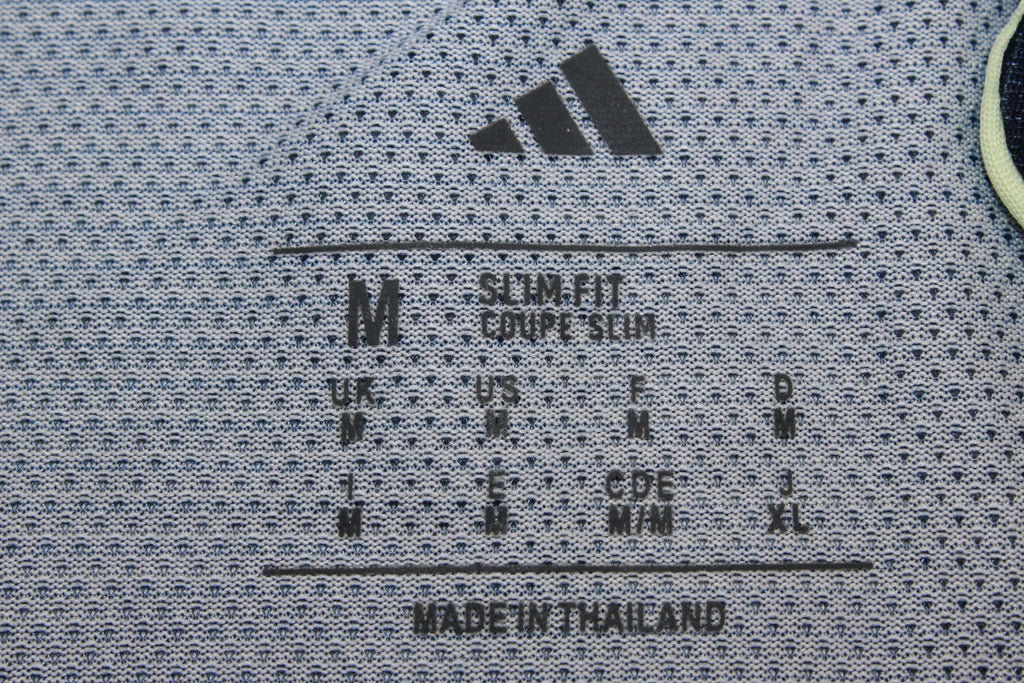 M SLIM FIT
COUPE SLIM
UK US F D
M M M M
I E CDE J
M M M/M XL
MADE IN THAILAND